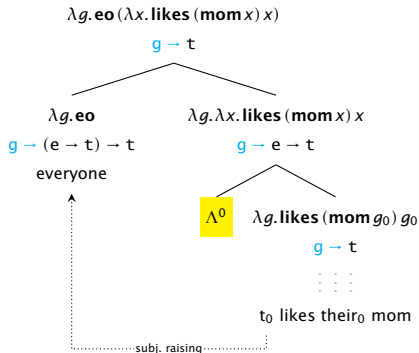 λg.eo (λx.likes (mom x) x)
g → t
λg.eo
g → (e → t) → t
everyone
λg.λx.likes (mom x) x
g → e → t
Λ⁰
λg.likes (mom g₀) g₀
g → t
t₀ likes their₀ mom
subj. raising